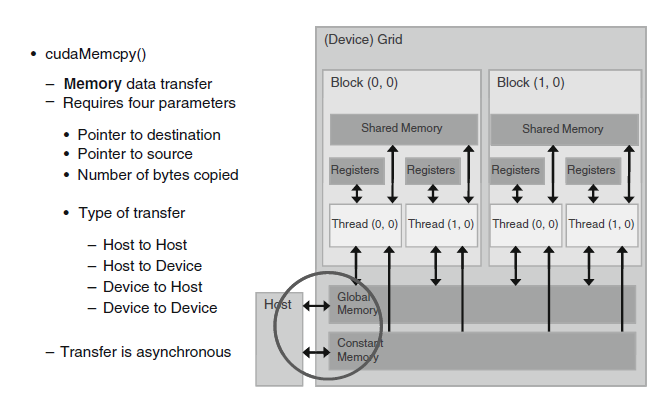 • cudaMemcpy()
– Memory data transfer
– Requires four parameters
• Pointer to destination
• Pointer to source
• Number of bytes copied
• Type of transfer
– Host to Host
– Host to Device
– Device to Host
– Device to Device
– Transfer is asynchronous
(Device) Grid
Block (0, 0)
Shared Memory
Registers
Registers
Thread (0, 0)
Thread (1, 0)
Block (1, 0)
Shared Memory
Registers
Registers
Thread (0, 0)
Thread (1, 0)
Host
Global
Memory
Constant
Memory